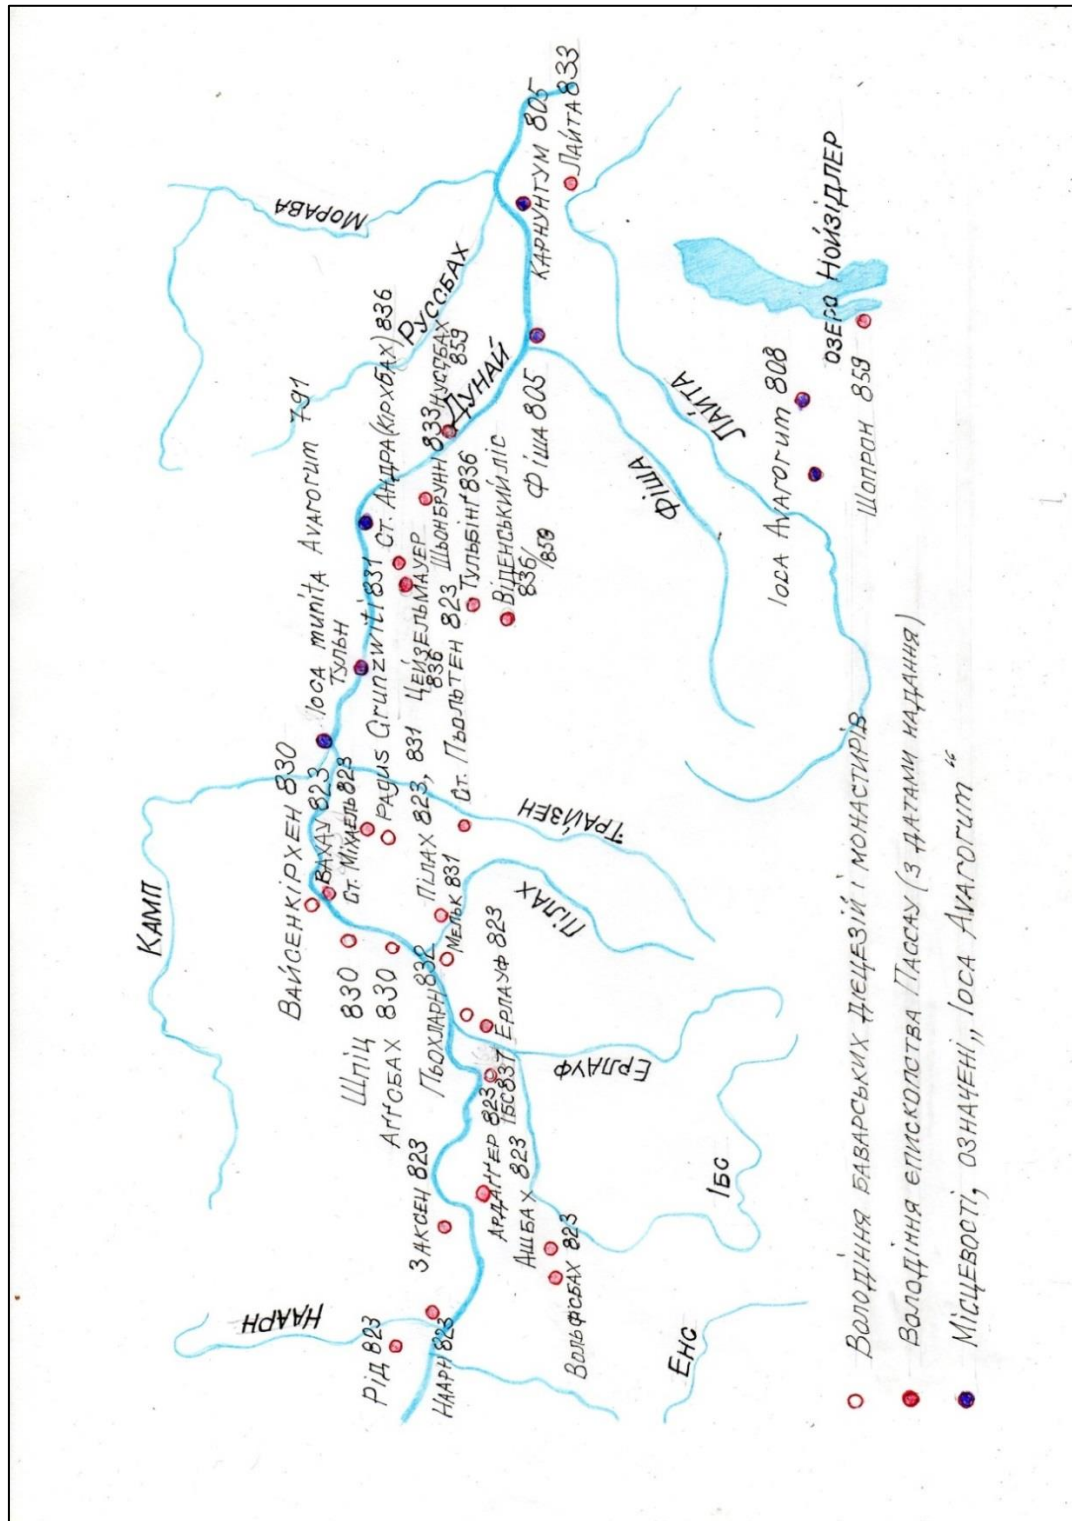 Морава
Камп
Наарн
Руссбах
Дунай
loca munita Avarorum 791
Тульн
Вайсенкірхен 830
Вахау 823
Ст. Міхаель 823
Pagus Grunzwiti 831
Ст. Андра (Кірхбах) 836
Цейзельмауер
836
Шьонбрунн 833
Нуссбах
859
Тульбінг 836
Віденський ліс
836/
859
Ст. Пьольтен 823
Карнунтум 805
Лайта 833
Фіша 805
Шпіц 830
Аггсбах 830
Пьохларн 832
Пілах 823, 831
Мельк 831
Ерлауф 823
Ібс 837
Ардаггер 823
Ашбах 823
Вольфсбах 823
Заксен 823
Рід 823
Наарн 823
Трайзен
Пілах
Ерлауф
Ібс
Енс
Фіша
Лайта
озеро Нойзідлер
loca Avarorum 808
Шопрон 859
Володіння баварських дієцезій і монастирів
Володіння єпископства Пассау (з датами надання)
Місцевості, означені „loca Avarorum“